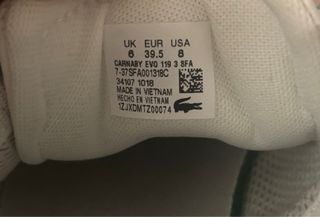 UK EUR USA
6 39.5 8
CARNABY EVO 119 3 SFA
7-37SFA001318C
34107 1018
MADE IN VIETNAM
HECHO EN VIETNAM
1ZJXDMTZ00074